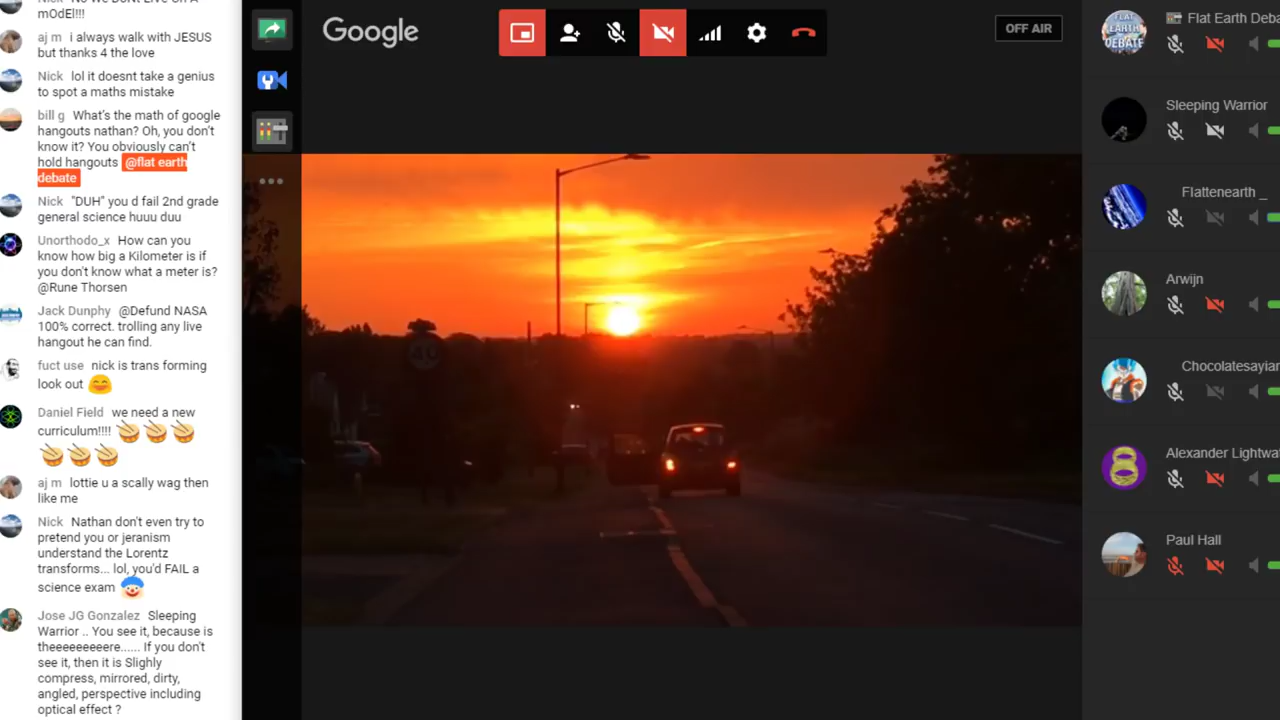 No We DoNt Live On A
mOdEl!!!
aj m i always walk with JESUS
but thanks 4 the love
Nick lol it doesnt take a genius
to spot a maths mistake
bill g What's the math of google
hangouts nathan? Oh, you don't
know it? You obviously can't
hold hangouts @flat earth
debate
Nick "DUH" you d fail 2nd grade
general science huuu duu
Unorthodo_x How can you
know how big a Kilometer is if
you don't know what a meter is?
@Rune Thorsen
Jack Dunphy @Defund NASA
100% correct. trolling any live
hangout he can find.
fuct use nick is trans forming
look out
Daniel Field we need a new
curriculum!!!!
aj m lottie u a scally wag then
like me
Nick Nathan don't even try to
pretend you or jeranism
understand the Lorentz
transforms... lol, you'd FAIL a
science exam
Jose JG Gonzalez Sleeping
Warrior .. You see it, because is
theeeeeeeere...... If you don't
see it, then it is Slighly
compress, mirrored, dirty,
angled, perspective including
optical effect ?
Google
OFF AIR
40
FLAT
EARTH
DEBATE
Flat Earth Deba
Sleeping Warrior
Flattenearth _
Arwijn
Chocolatesayian
Alexander Lightwa
Paul Hall